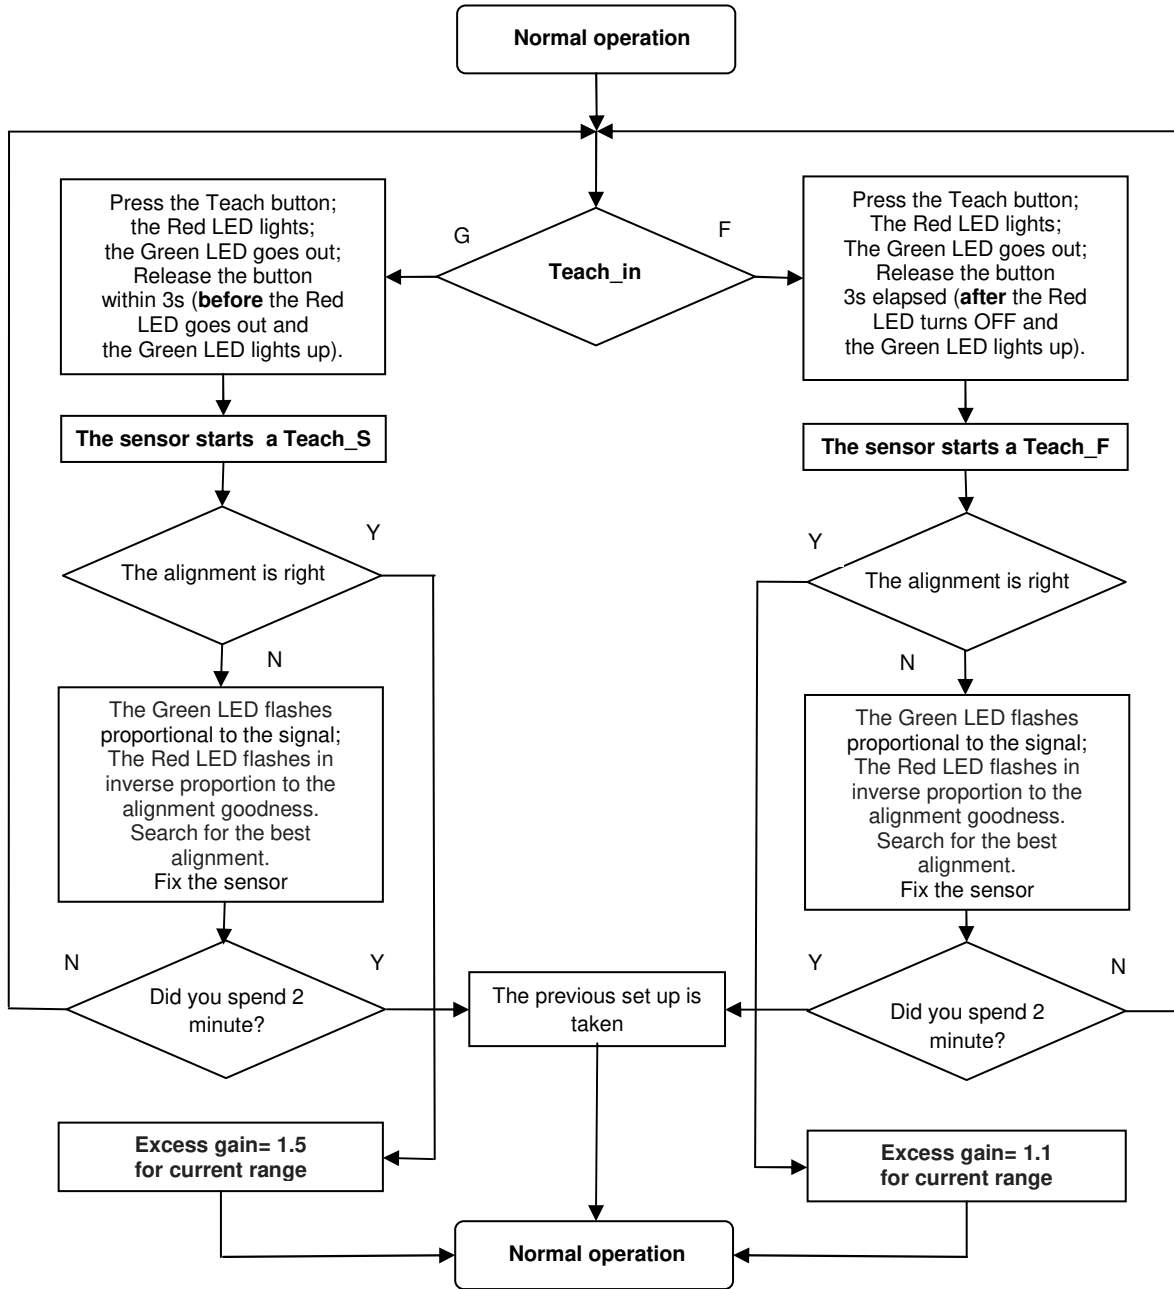 Normal operation
G
F
Teach_in
Press the Teach button;
the Red LED lights;
the Green LED goes out;
Release the button
within 3s (before the Red
LED goes out and
the Green LED lights up).
Press the Teach button;
The Red LED lights;
The Green LED goes out;
Release the button
3s elapsed (after the Red
LED turns OFF and
the Green LED lights up).
The sensor starts a Teach_S
The sensor starts a Teach_F
Y
The alignment is right
N
Y
The alignment is right
N
The Green LED flashes
proportional to the signal;
The Red LED flashes in
inverse proportion to the
alignment goodness.
Search for the best
alignment.
Fix the sensor
The Green LED flashes
proportional to the signal;
The Red LED flashes in
inverse proportion to the
alignment goodness.
Search for the best
alignment.
Fix the sensor
N
Y
Did you spend 2
minute?
The previous set up is
taken
Y
N
Did you spend 2
minute?
Excess gain= 1.5
for current range
Excess gain= 1.1
for current range
Normal operation